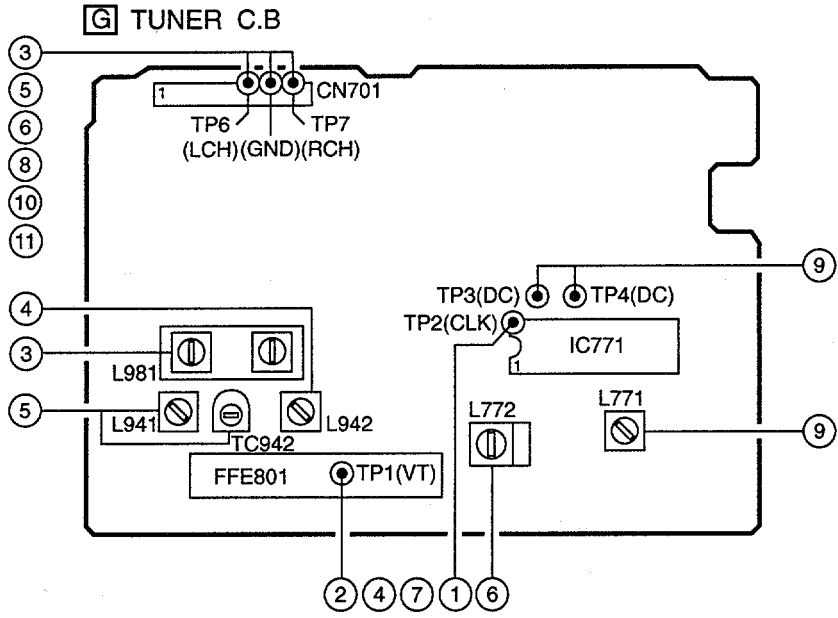 G TUNER C.B
3
5
6
8
10
11
1
CN701
TP6 TP7
(LCH)(GND)(RCH)
9
TP3(DC) TP4(DC)
4
TP2(CLK)
IC771
1
3
L981
L772
L771
5
L941
TC942
L942
9
FFE801 TP1(VT)
2 4 7 1 6